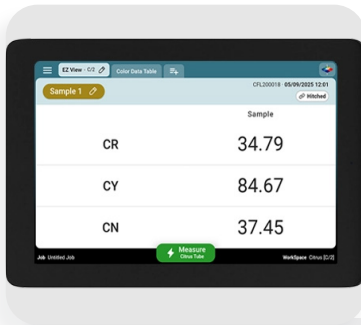 EZ View - C/2 Color Data Table
Sample 1 CFL200018 05/09/2025 12:01
Hitched
Sample
CR 34.79
CY 84.67
CN 37.45
Measure
Citrus Tube
Job Untitled Job WorkSpace Citrus [C/2]